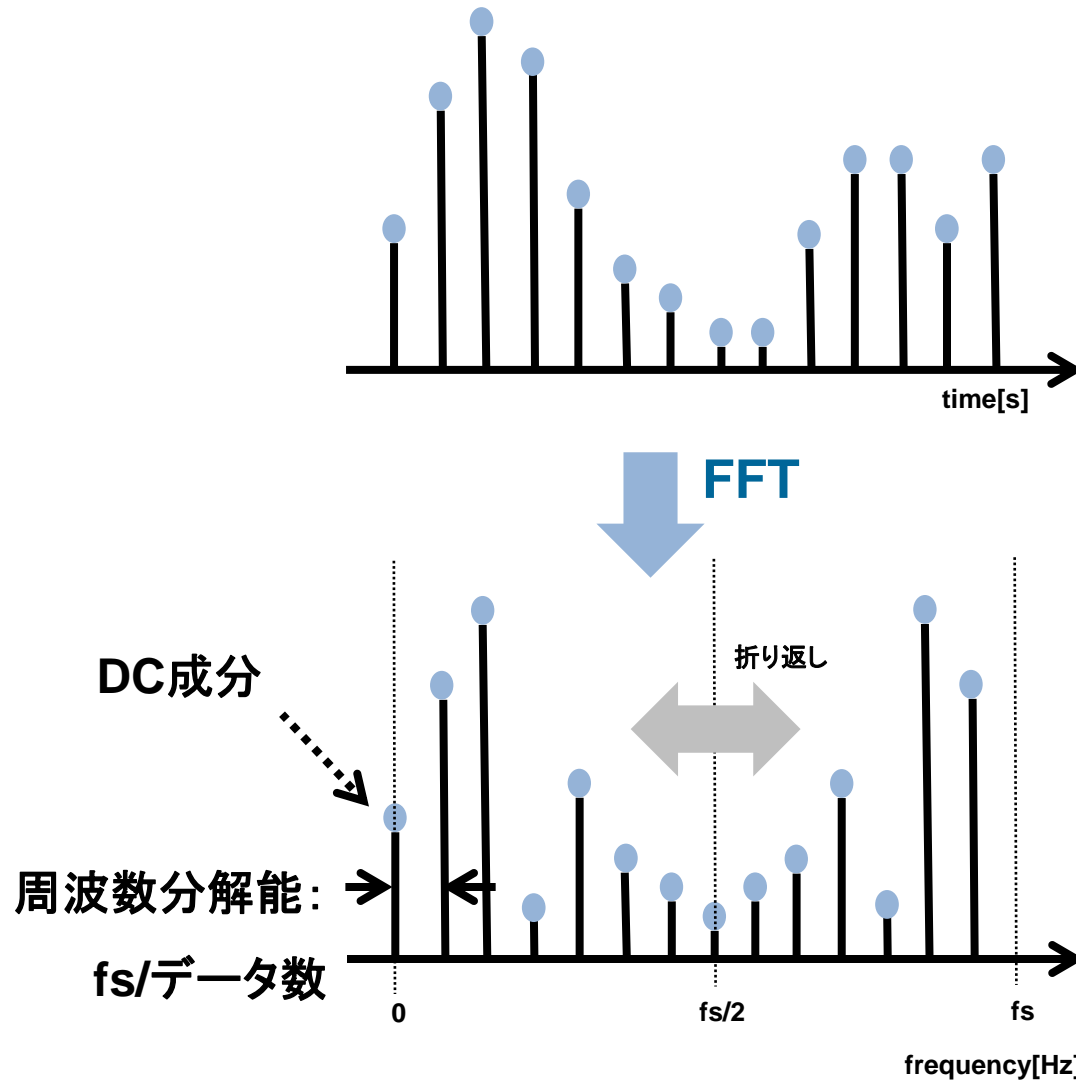 time[s]
FFT
折り返し
DC成分
周波数分解能：
fs/データ数
0
fs/2
fs
frequency[Hz]